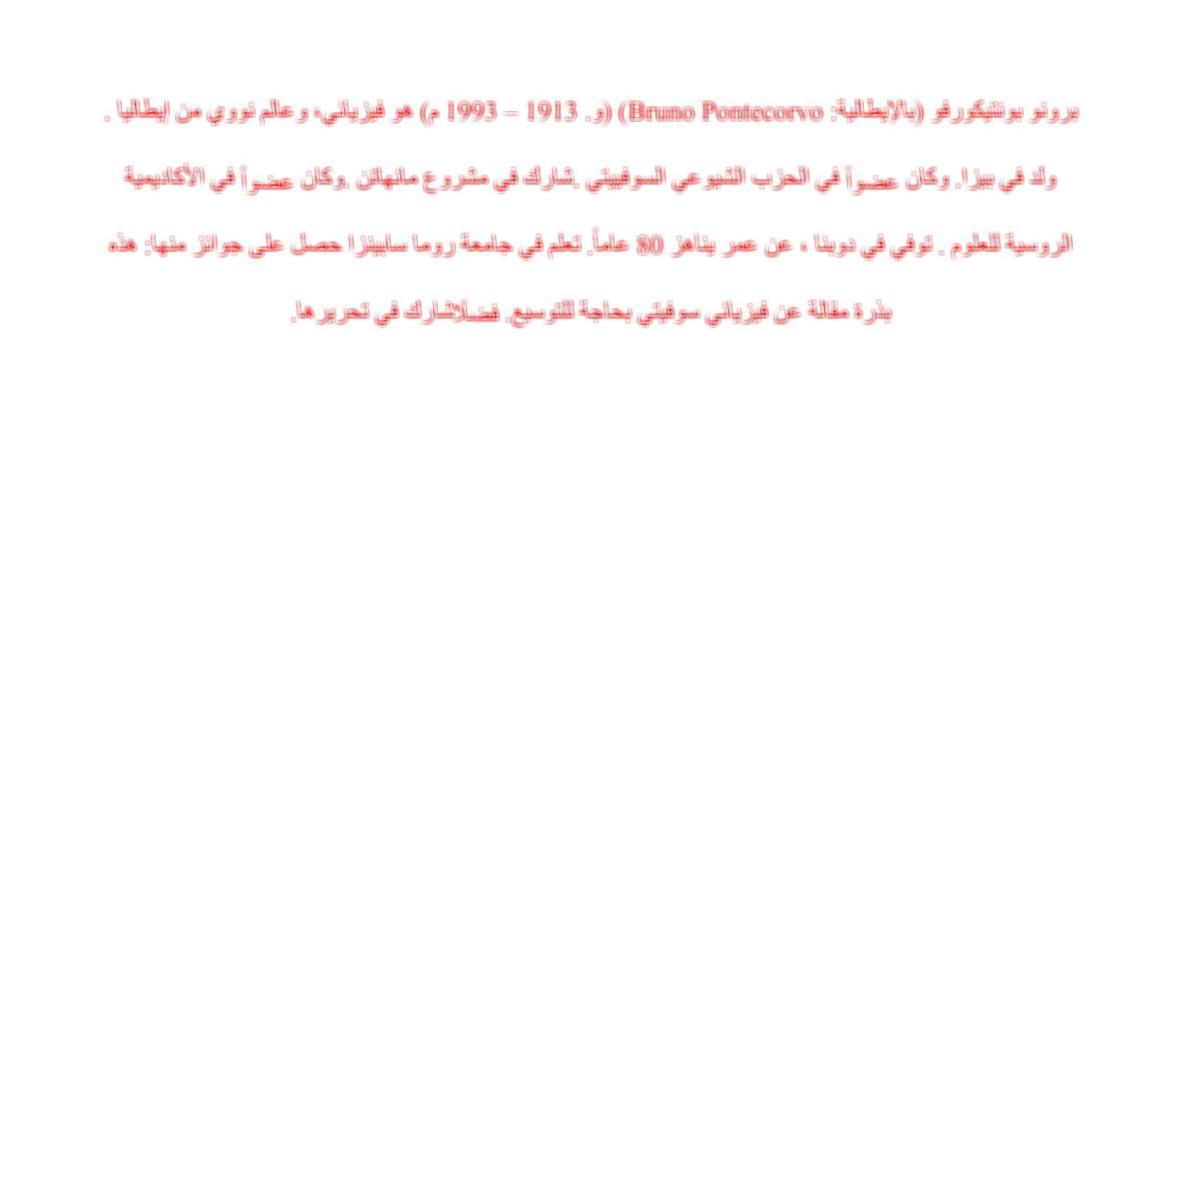 برونو بونتيكورفو (بالإيطالية: Bruno Pontecorvo) (و. 1913 – 1993 م) هو فيزيائي، وعالم نووي من إيطاليا .
ولد في بيزا. وكان عضواً في الحزب الشيوعي السوفييتي .شارك في مشروع مانهاتن .وكان عضواً في الأكاديمية
الروسية للعلوم . توفي في دوبنا ، عن عمر يناهز 80 عاماً. تعلم في جامعة روما سابينزا حصل على جوائز منها: هذه
بذرة مقالة عن فيزيائي سوفيتي بحاجة للتوسيع. فضلًاشارك في تحريرها.